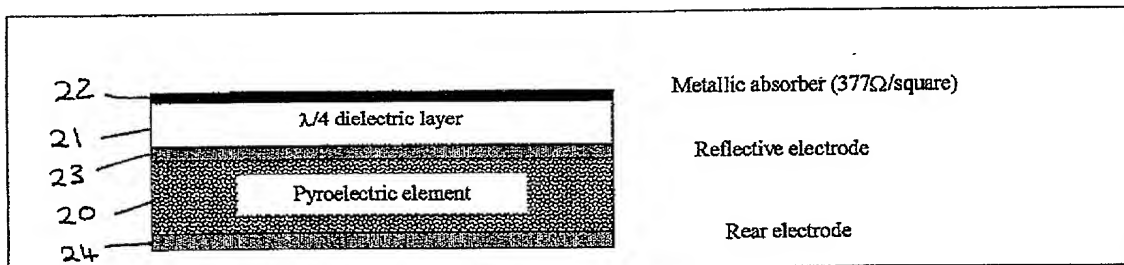 22
Metallic absorber (377Ω/square)
λ/4 dielectric layer
21
Reflective electrode
23
Pyroelectric element
20
Rear electrode
24